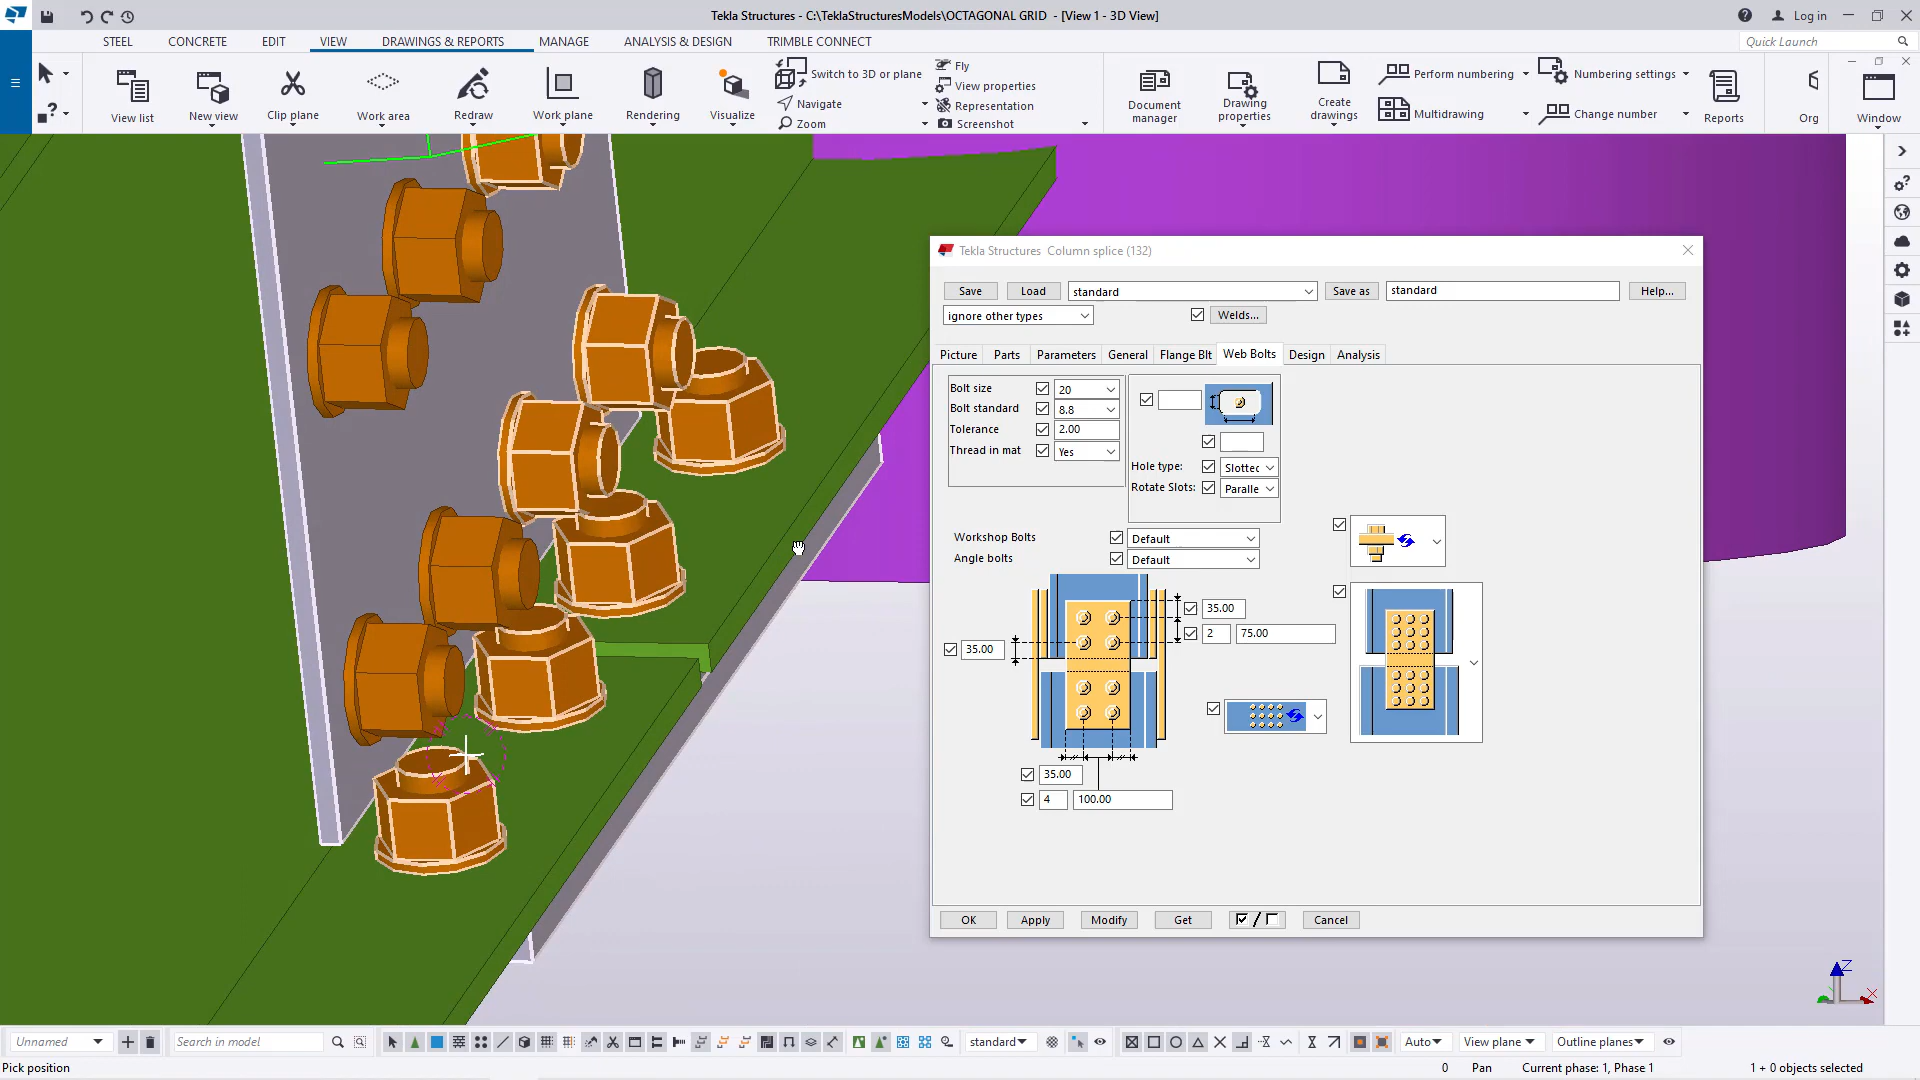 Tekla Structures - C:\TeklaStructuresModels\OCTAGONAL GRID - [View 1 - 3D View]
Log in
STEEL CONCRETE EDIT VIEW DRAWINGS & REPORTS MANAGE ANALYSIS & DESIGN TRIMBLE CONNECT
Quick Launch
View list
New view
Clip plane
Work area
Redraw
Work plane
Rendering
Visualize
Switch to 3D or plane
Navigate
Zoom
Fly
View properties
Representation
Screenshot
Document manager
Drawing properties
Create drawings
Perform numbering
Multidrawing
Numbering settings
Change number
Reports
Org
Window
Tekla Structures Column splice (132)
Save Load standard Save as standard Help...
ignore other types Welds...
Picture Parts Parameters General Flange Blt Web Bolts Design Analysis
Bolt size 20
Bolt standard 8.8
Tolerance 2.00
Thread in mat Yes
Hole type: Slottec
Rotate Slots: Paralle
Workshop Bolts Default
Angle bolts Default
35.00
2 75.00
35.00
35.00
4 100.00
OK Apply Modify Get / Cancel
Z
X
Unnamed Search in model standard Auto View plane Outline planes
Pick position 0 Pan Current phase: 1, Phase 1 1 + 0 objects selected